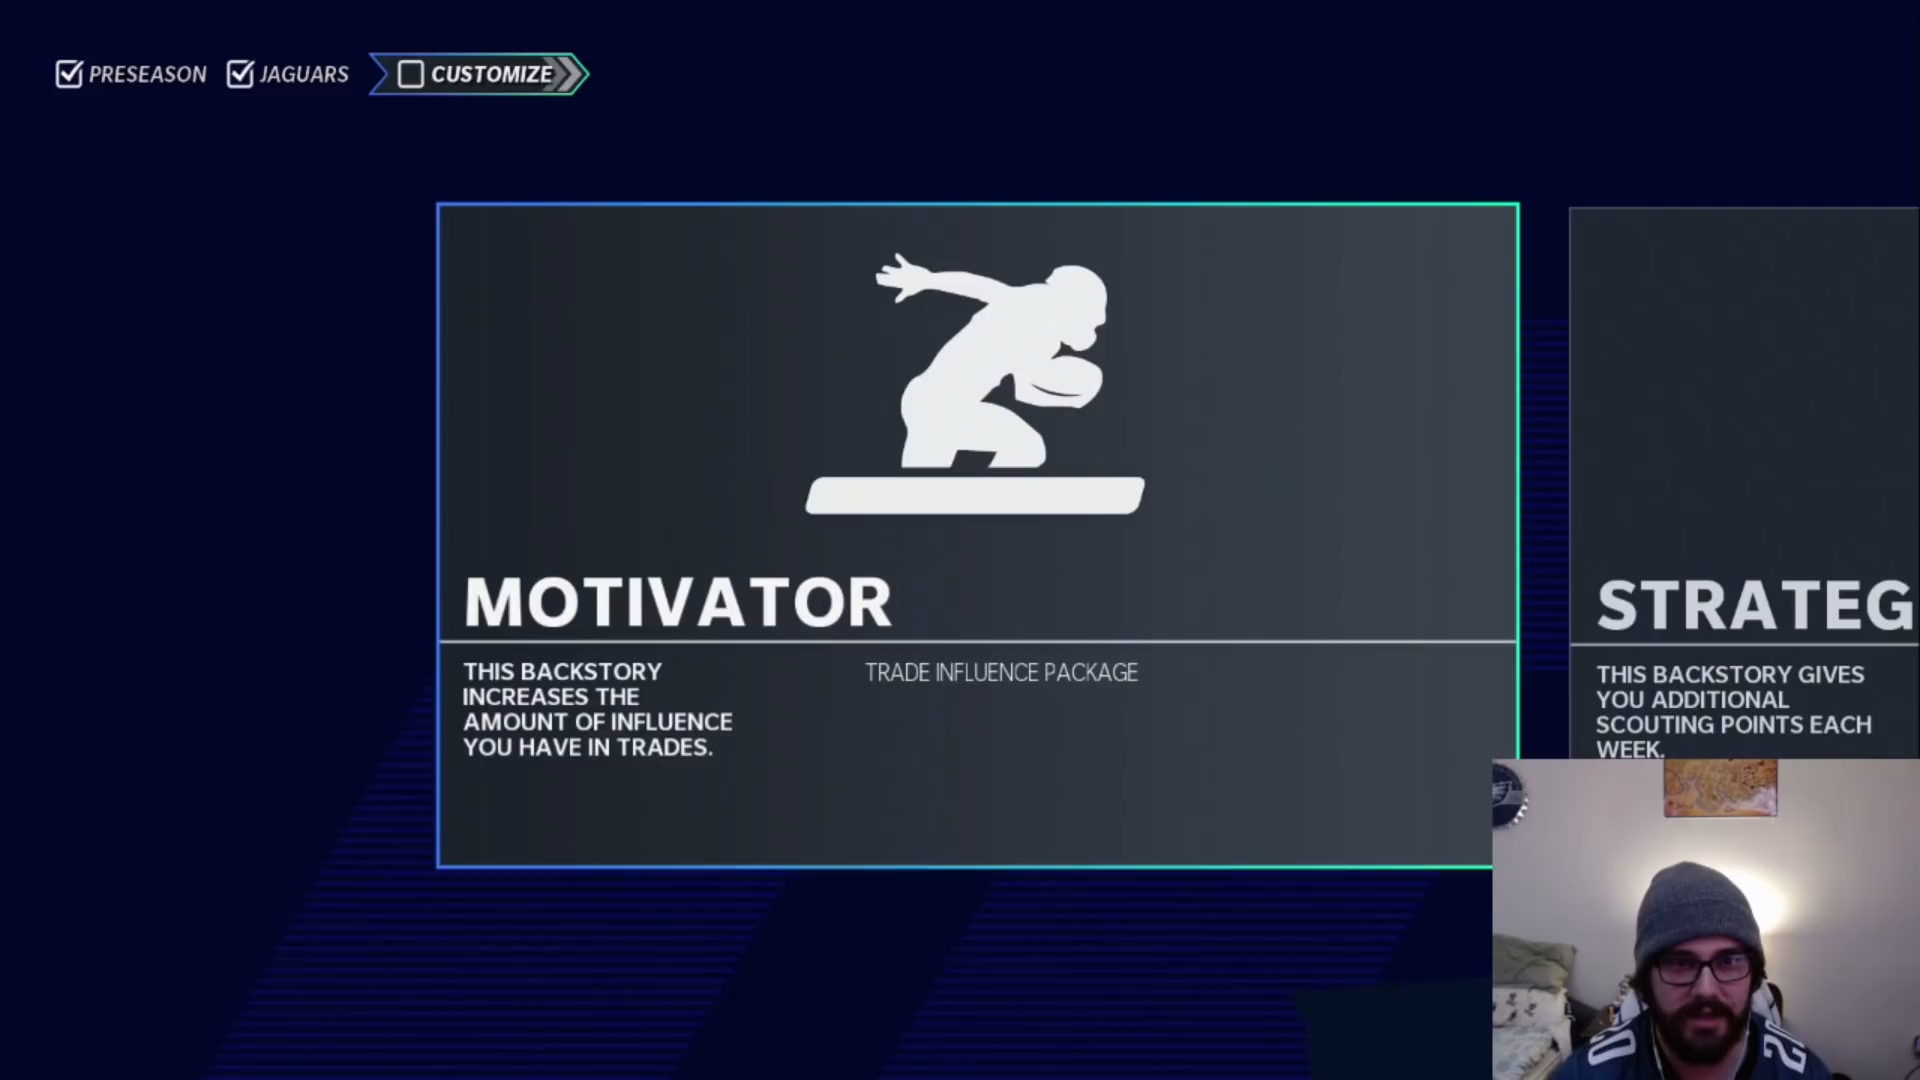 PRESEASON JAGUARS CUSTOMIZE
MOTIVATOR
THIS BACKSTORY
INCREASES THE
AMOUNT OF INFLUENCE
YOU HAVE IN TRADES.
TRADE INFLUENCE PACKAGE
STRATEG
THIS BACKSTORY GIVES
YOU ADDITIONAL
SCOUTING POINTS EACH
WEEK.
20